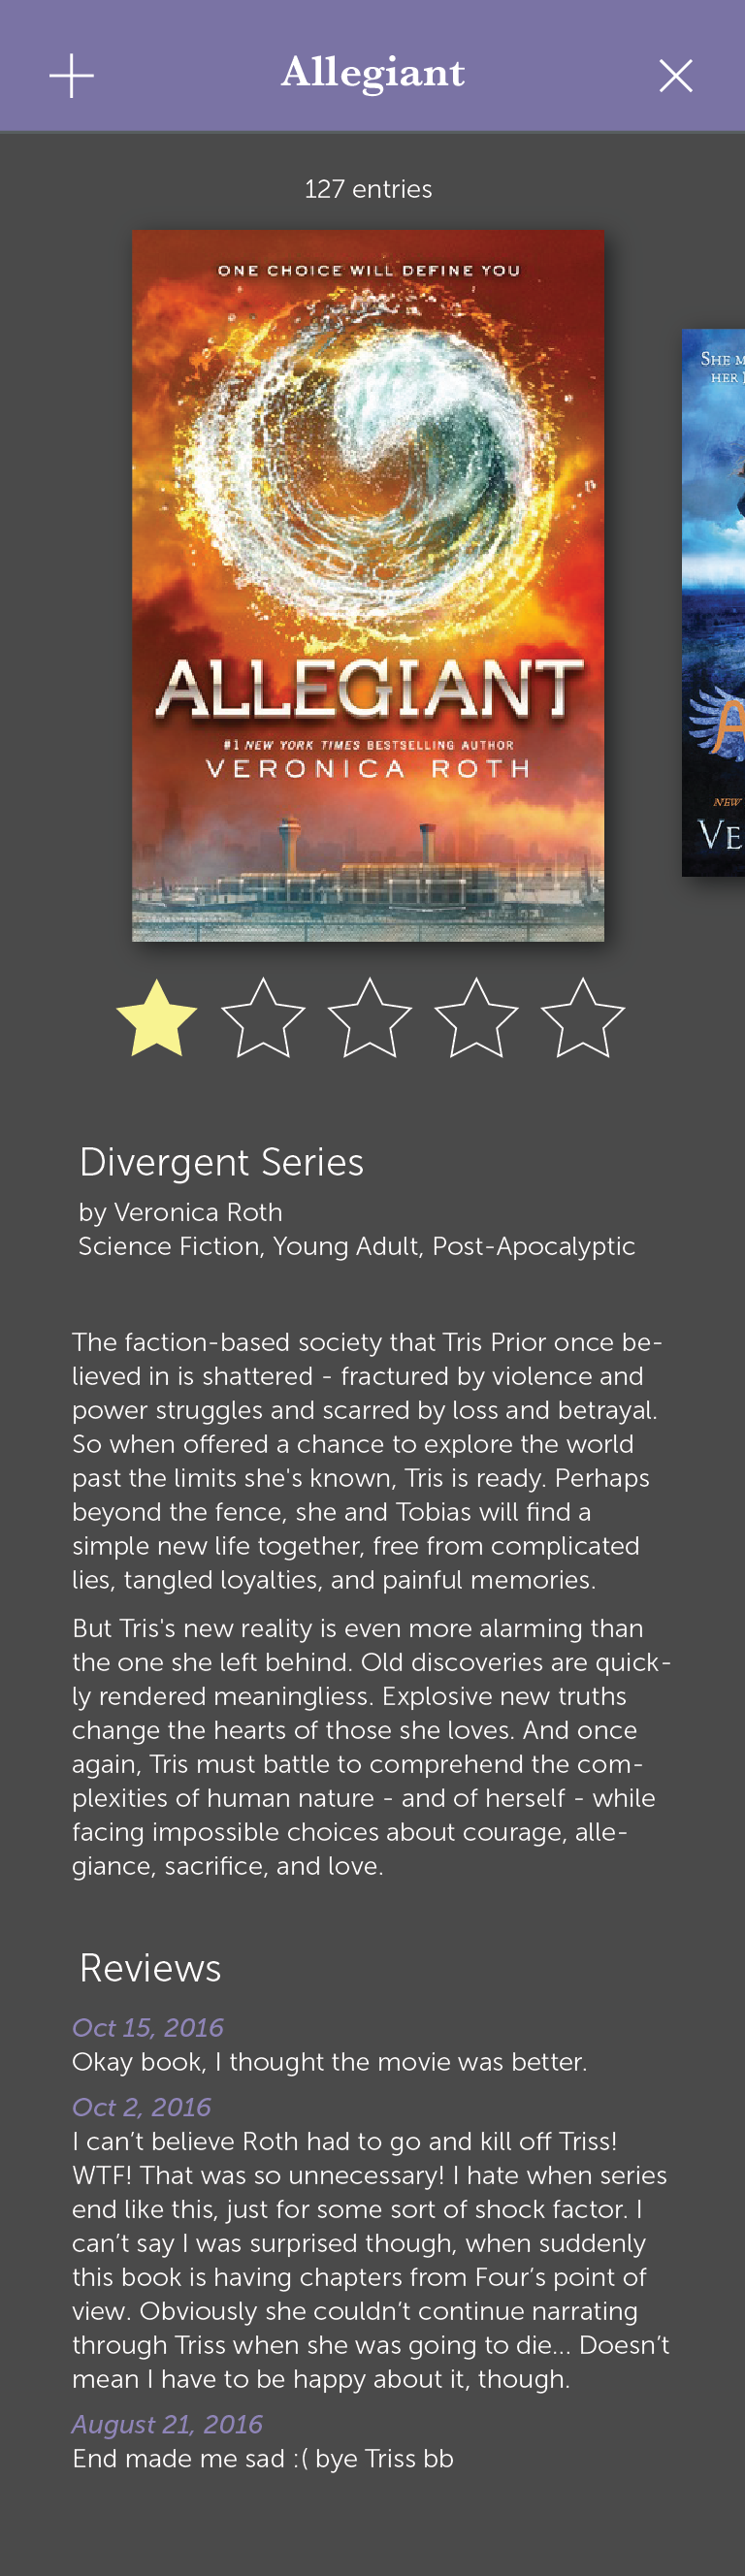 Allegiant
127 entries
ONE CHOICE WILL DEFINE YOU
ALLEGIANT
#1 NEW YORK TIMES BESTSELLING AUTHOR
VERONICA ROTH
SHE
HER
A
NEW
VE
Divergent Series
by Veronica Roth
Science Fiction, Young Adult, Post-Apocalyptic
The faction-based society that Tris Prior once be-
lieved in is shattered - fractured by violence and
power struggles and scarred by loss and betrayal.
So when offered a chance to explore the world
past the limits she's known, Tris is ready. Perhaps
beyond the fence, she and Tobias will find a
simple new life together, free from complicated
lies, tangled loyalties, and painful memories.
But Tris's new reality is even more alarming than
the one she left behind. Old discoveries are quick-
ly rendered meaningliess. Explosive new truths
change the hearts of those she loves. And once
again, Tris must battle to comprehend the com-
plexities of human nature - and of herself - while
facing impossible choices about courage, alle-
giance, sacrifice, and love.
Reviews
Oct 15, 2016
Okay book, I thought the movie was better.
Oct 2, 2016
I can’t believe Roth had to go and kill off Triss!
WTF! That was so unnecessary! I hate when series
end like this, just for some sort of shock factor. I
can’t say I was surprised though, when suddenly
this book is having chapters from Four’s point of
view. Obviously she couldn’t continue narrating
through Triss when she was going to die... Doesn’t
mean I have to be happy about it, though.
August 21, 2016
End made me sad :( bye Triss bb